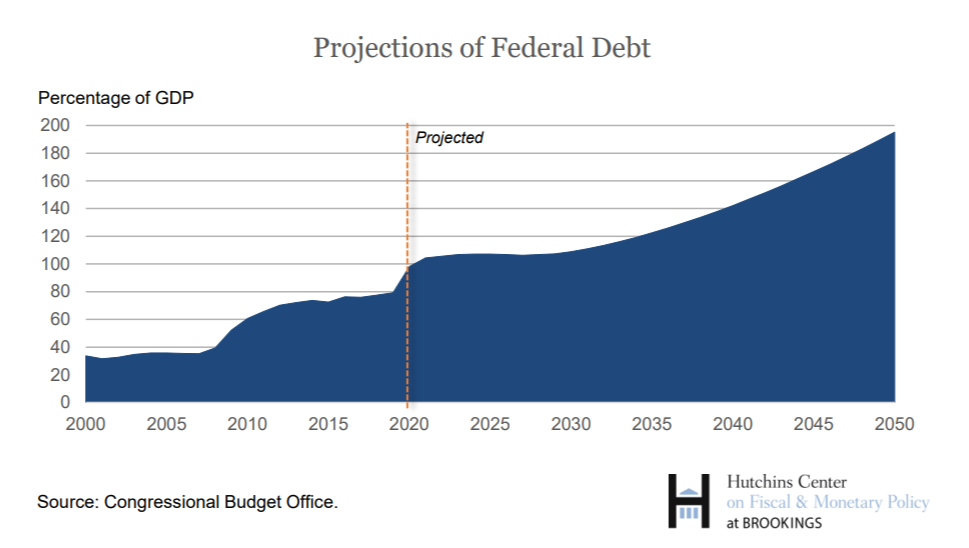 Projections of Federal Debt
Percentage of GDP
200
Projected
180
160
140
120
100
80
60
40
20
0
2000 2005 2010 2015 2020 2025 2030 2035 2040 2045 2050
Source: Congressional Budget Office.
H
Hutchins Center
on Fiscal & Monetary Policy
at BROOKINGS